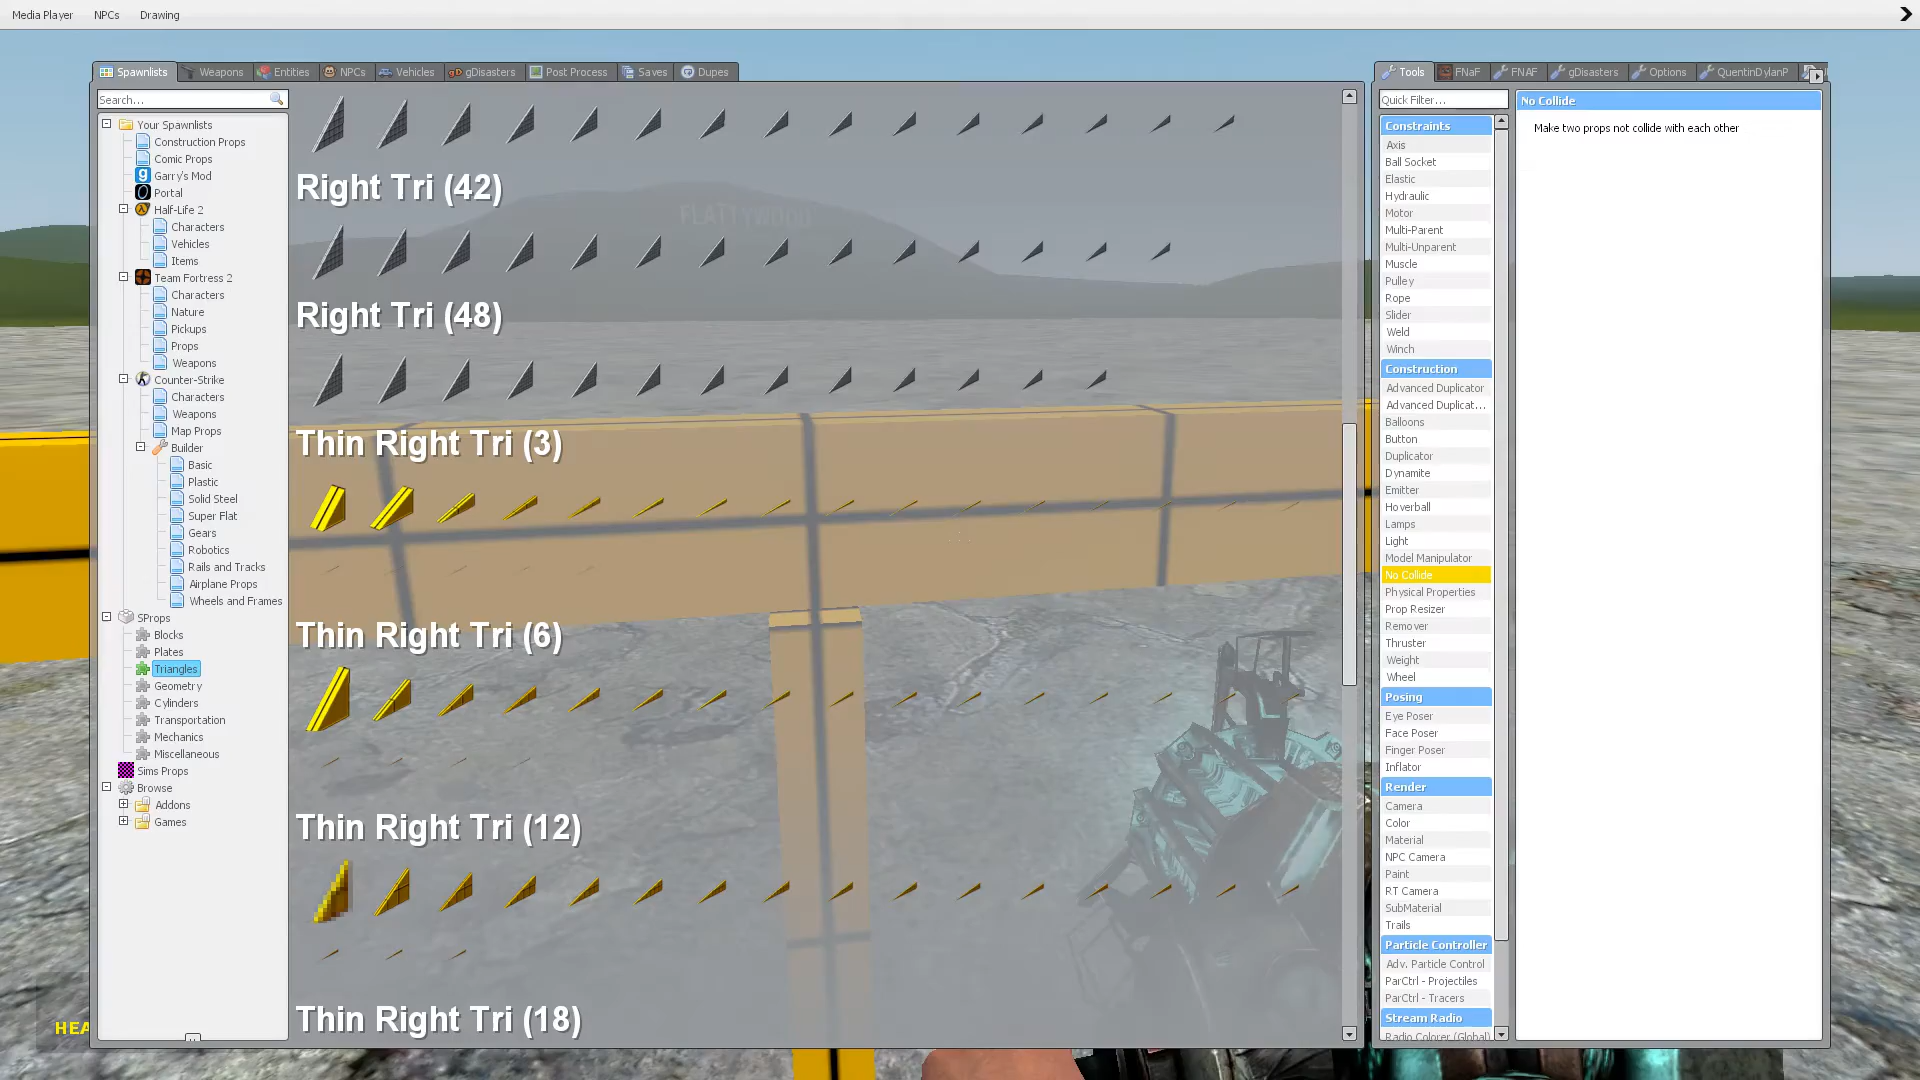 Media Player NPCs Drawing
Spawnlists Weapons Entities NPCs Vehicles gDisasters Post Process Saves Dupes
Search...
Your Spawnlists
Construction Props
Comic Props
Garry's Mod
Portal
Half-Life 2
Characters
Vehicles
Items
Team Fortress 2
Characters
Nature
Pickups
Props
Weapons
Counter-Strike
Characters
Weapons
Map Props
Builder
Basic
Plastic
Solid Steel
Super Flat
Gears
Robotics
Rails and Tracks
Airplane Props
Wheels and Frames
SProps
Blocks
Plates
Triangles
Geometry
Cylinders
Transportation
Mechanics
Miscellaneous
Sims Props
Browse
Addons
Games
HEA
Right Tri (42)
FLATTYWOOD
Right Tri (48)
Thin Right Tri (3)
Thin Right Tri (6)
Thin Right Tri (12)
Thin Right Tri (18)
Tools FNaF FNAF gDisasters Options QuentinDylanP
Quick Filter...
Constraints
Axis
Ball Socket
Elastic
Hydraulic
Motor
Multi-Parent
Multi-Unparent
Muscle
Pulley
Rope
Slider
Weld
Winch
Construction
Advanced Duplicator
Advanced Duplicat...
Balloons
Button
Duplicator
Dynamite
Emitter
Hoverball
Lamps
Light
Model Manipulator
No Collide
Physical Properties
Prop Resizer
Remover
Thruster
Weight
Wheel
Posing
Eye Poser
Face Poser
Finger Poser
Inflator
Render
Camera
Color
Material
NPC Camera
Paint
RT Camera
SubMaterial
Trails
Particle Controller
Adv. Particle Control
ParCtrl - Projectiles
ParCtrl - Tracers
Stream Radio
Radio Colorer (Global)
No Collide
Make two props not collide with each other